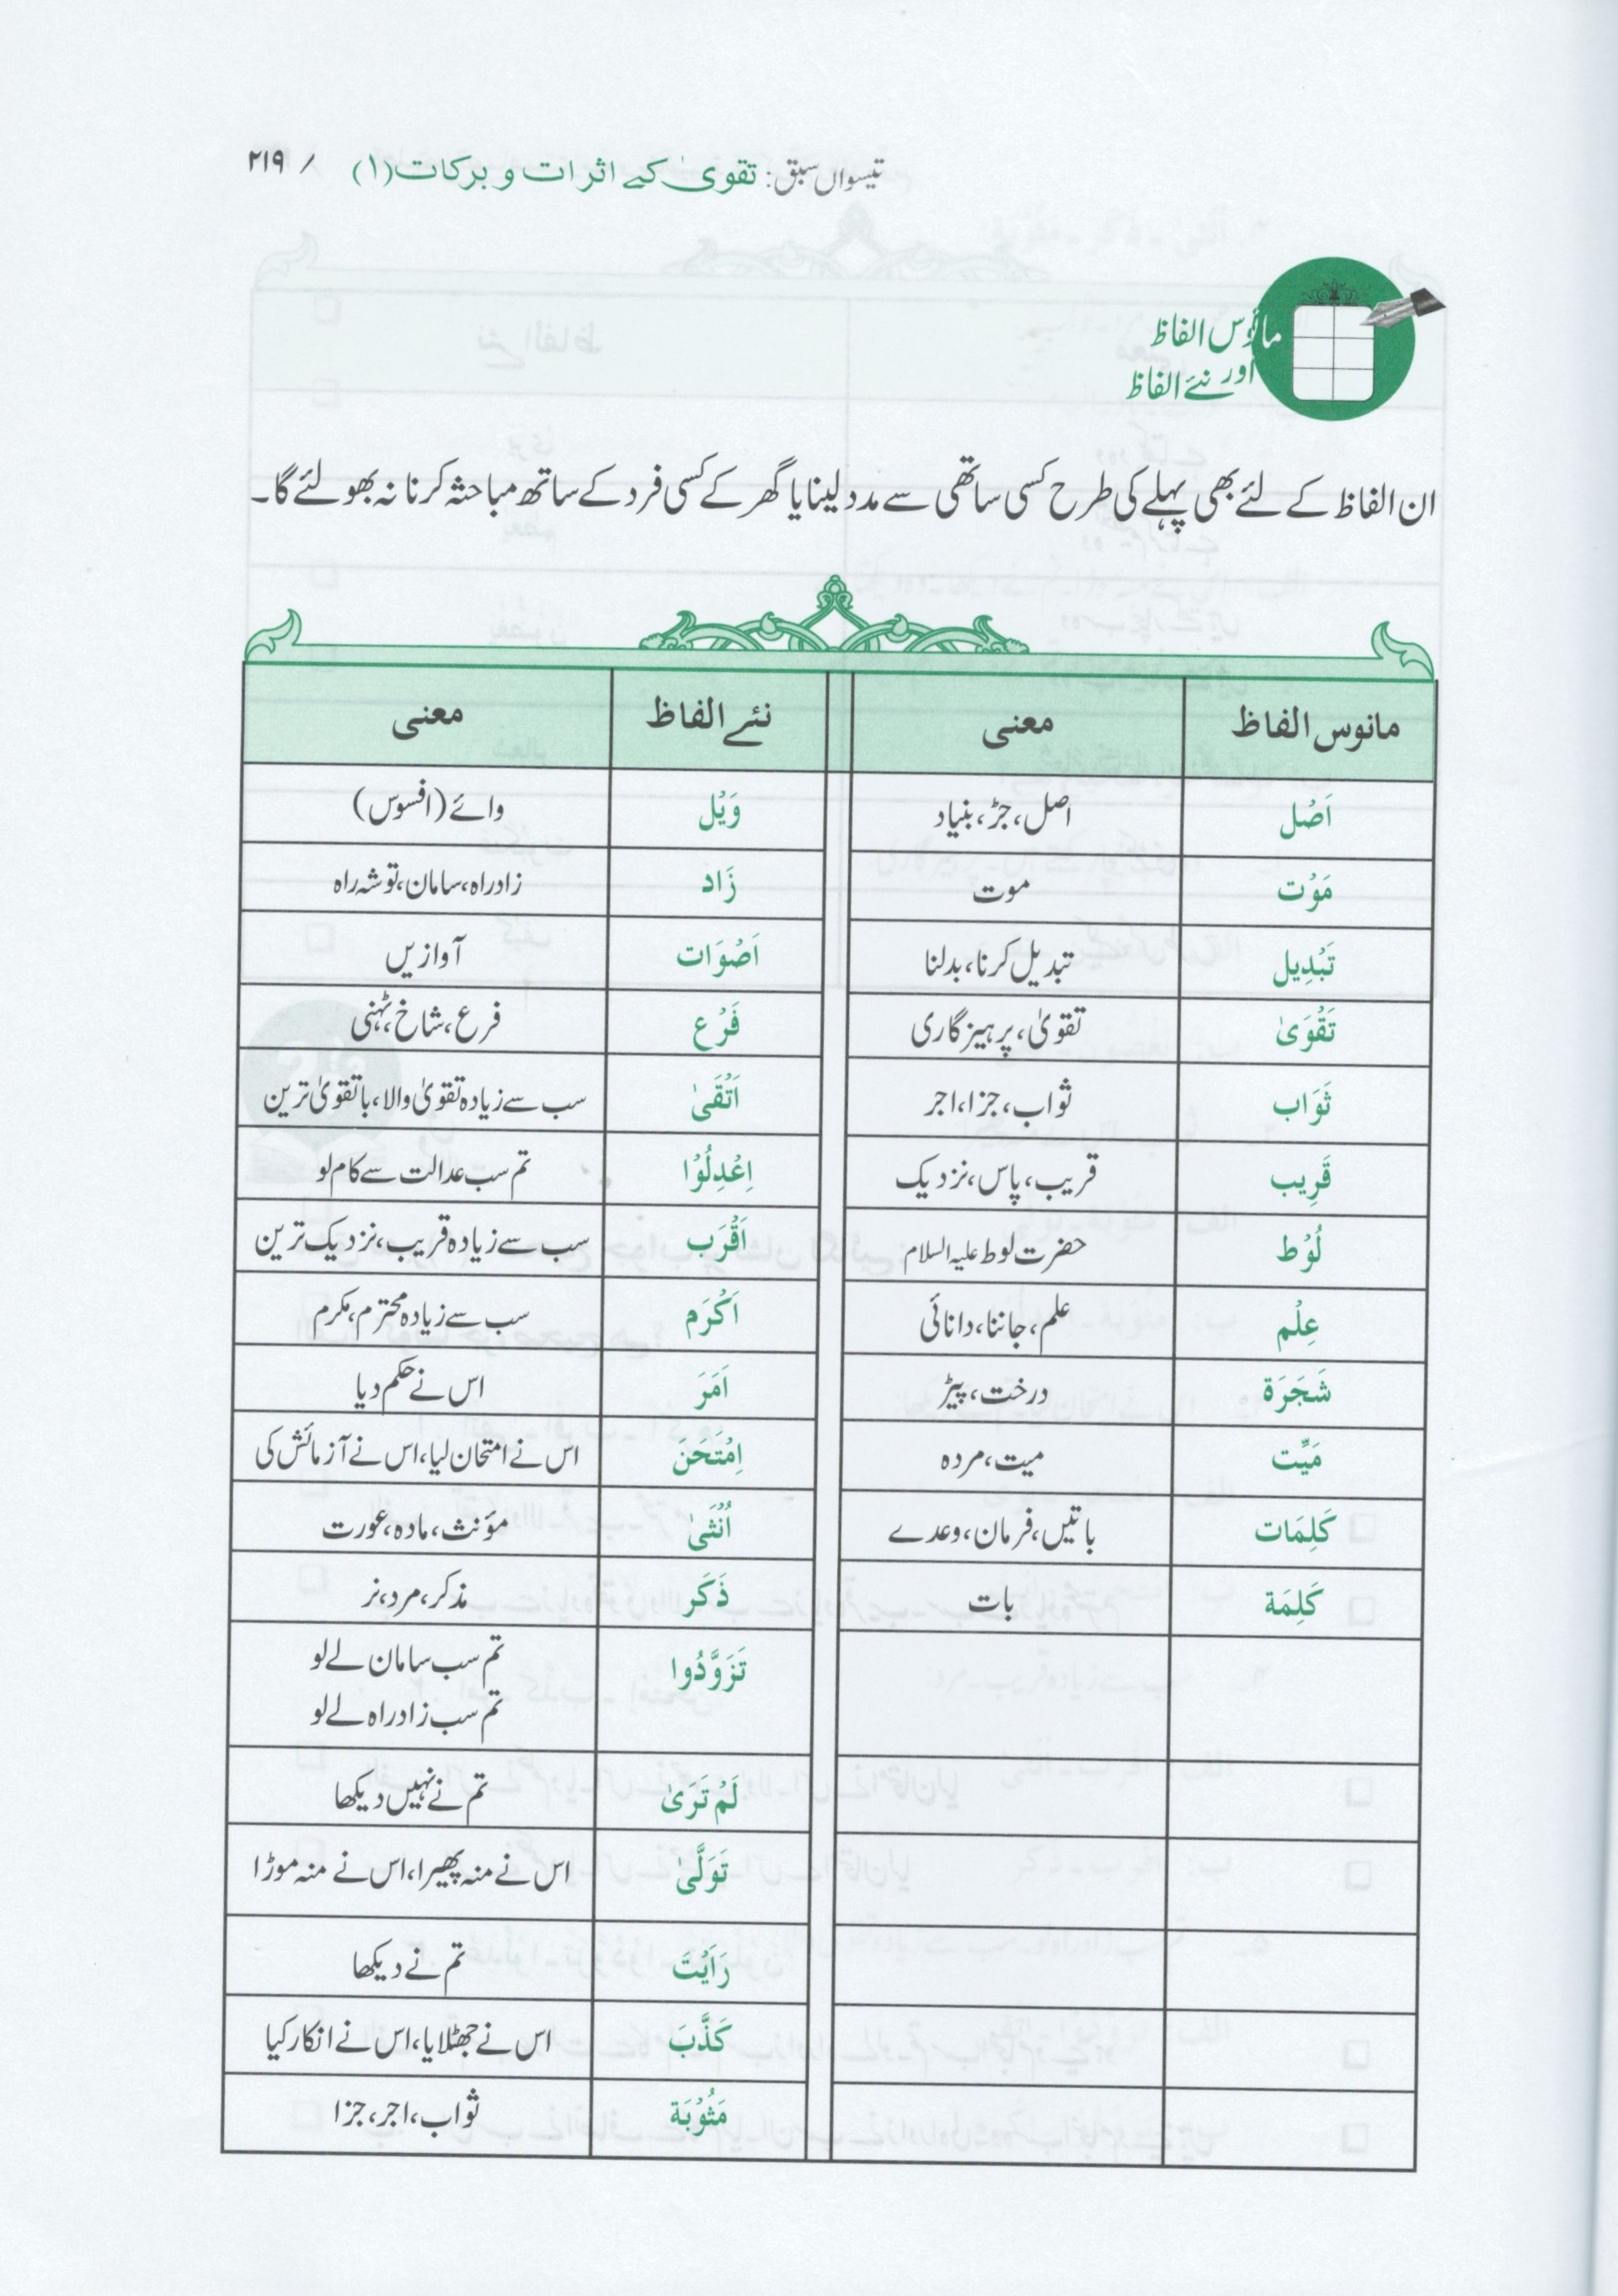 تیسواں سبق: تقویٰ کے اثرات و برکات (۱) / ۲۱۹
مانوس الفاظ
اور نئے الفاظ
ان الفاظ کے لئے بھی پہلے کی طرح کسی ساتھی سے مدد لینا یا گھر کے کسی فرد کے ساتھ مباحثہ کرنا نہ بھولئے گا۔
مانوس الفاظ معنی نئے الفاظ معنی
اَصْل اصل، جڑ، بنیاد وَیْل وائے (افسوس)
مَوْت موت زَاد زادراہ، سامان، توشہ راہ
تَبْدِیل تبدیل کرنا، بدلنا اَصْوَات آوازیں
تَقْوَیٰ تقویٰ، پرہیزگاری فَرْع فرع، شاخ، ٹہنی
ثَوَاب ثواب، جزا، اجر اَتْقَیٰ سب سے زیادہ تقویٰ والا، باتقویٰ ترین
قَرِیب قریب، پاس، نزدیک اِعْدِلُوْا تم سب عدالت سے کام لو
لُوْط حضرت لوط علیہ السلام اَقْرَب سب سے زیادہ قریب، نزدیک ترین
عِلْم علم، جاننا، دانائی اَکْرَم سب سے زیادہ محترم، مکرم
شَجَرَة درخت، پیڑ اَمَرَ اس نے حکم دیا
مَیِّت میت، مردہ اِمْتَحَنَ اس نے امتحان لیا، اس نے آزمائش کی
کَلِمَات باتیں، فرمان، وعدے اُنْثیٰ مؤنث، مادہ، عورت
کَلِمَة بات ذَکَر مذکر، مرد، نر
تَزَوَّدُوا تم سب سامان لے لو
تم سب زادراہ لے لو
لَمْ تَرَیٰ تم نے نہیں دیکھا
تَوَلَّیٰ اس نے منہ پھیرا، اس نے منہ موڑا
رَاَیْتَ تم نے دیکھا
کَذَّبَ اس نے جھٹلایا، اس نے انکار کیا
مَثُوْبَة ثواب، اجر، جزا